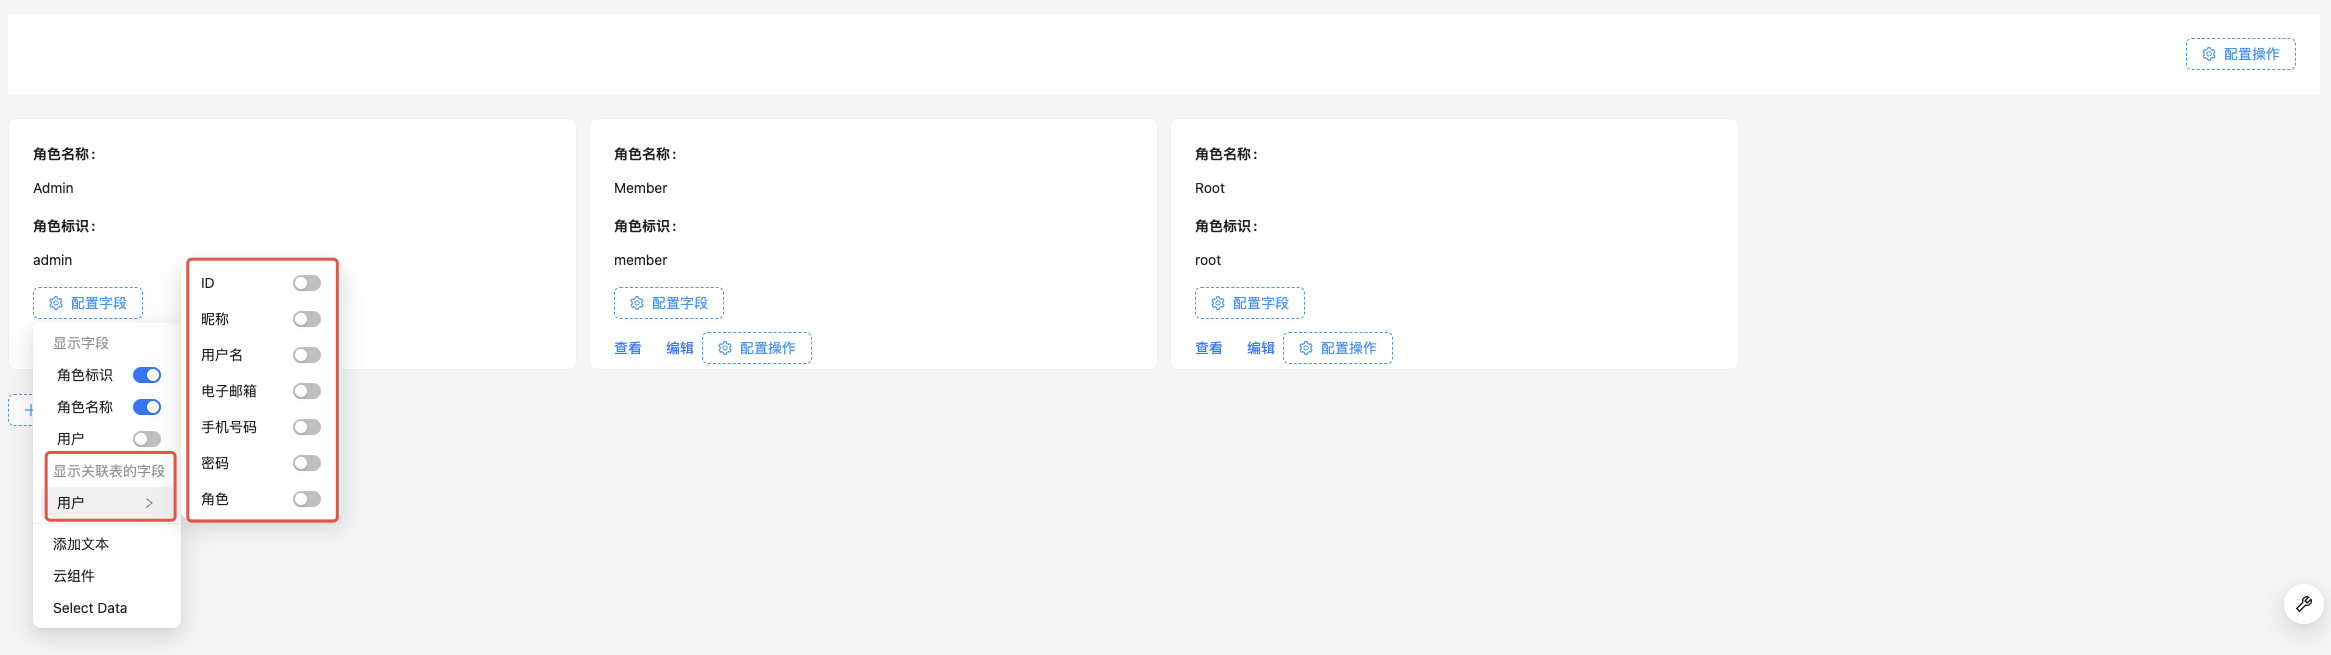 配置操作
角色名称：
Admin
角色标识：
admin
配置字段
角色名称：
Member
角色标识：
member
配置字段
查看
编辑
配置操作
角色名称：
Root
角色标识：
root
配置字段
查看
编辑
配置操作
显示字段
角色标识
角色名称
用户
显示关联表的字段
用户
添加文本
云组件
Select Data
ID
昵称
用户名
电子邮箱
手机号码
密码
角色